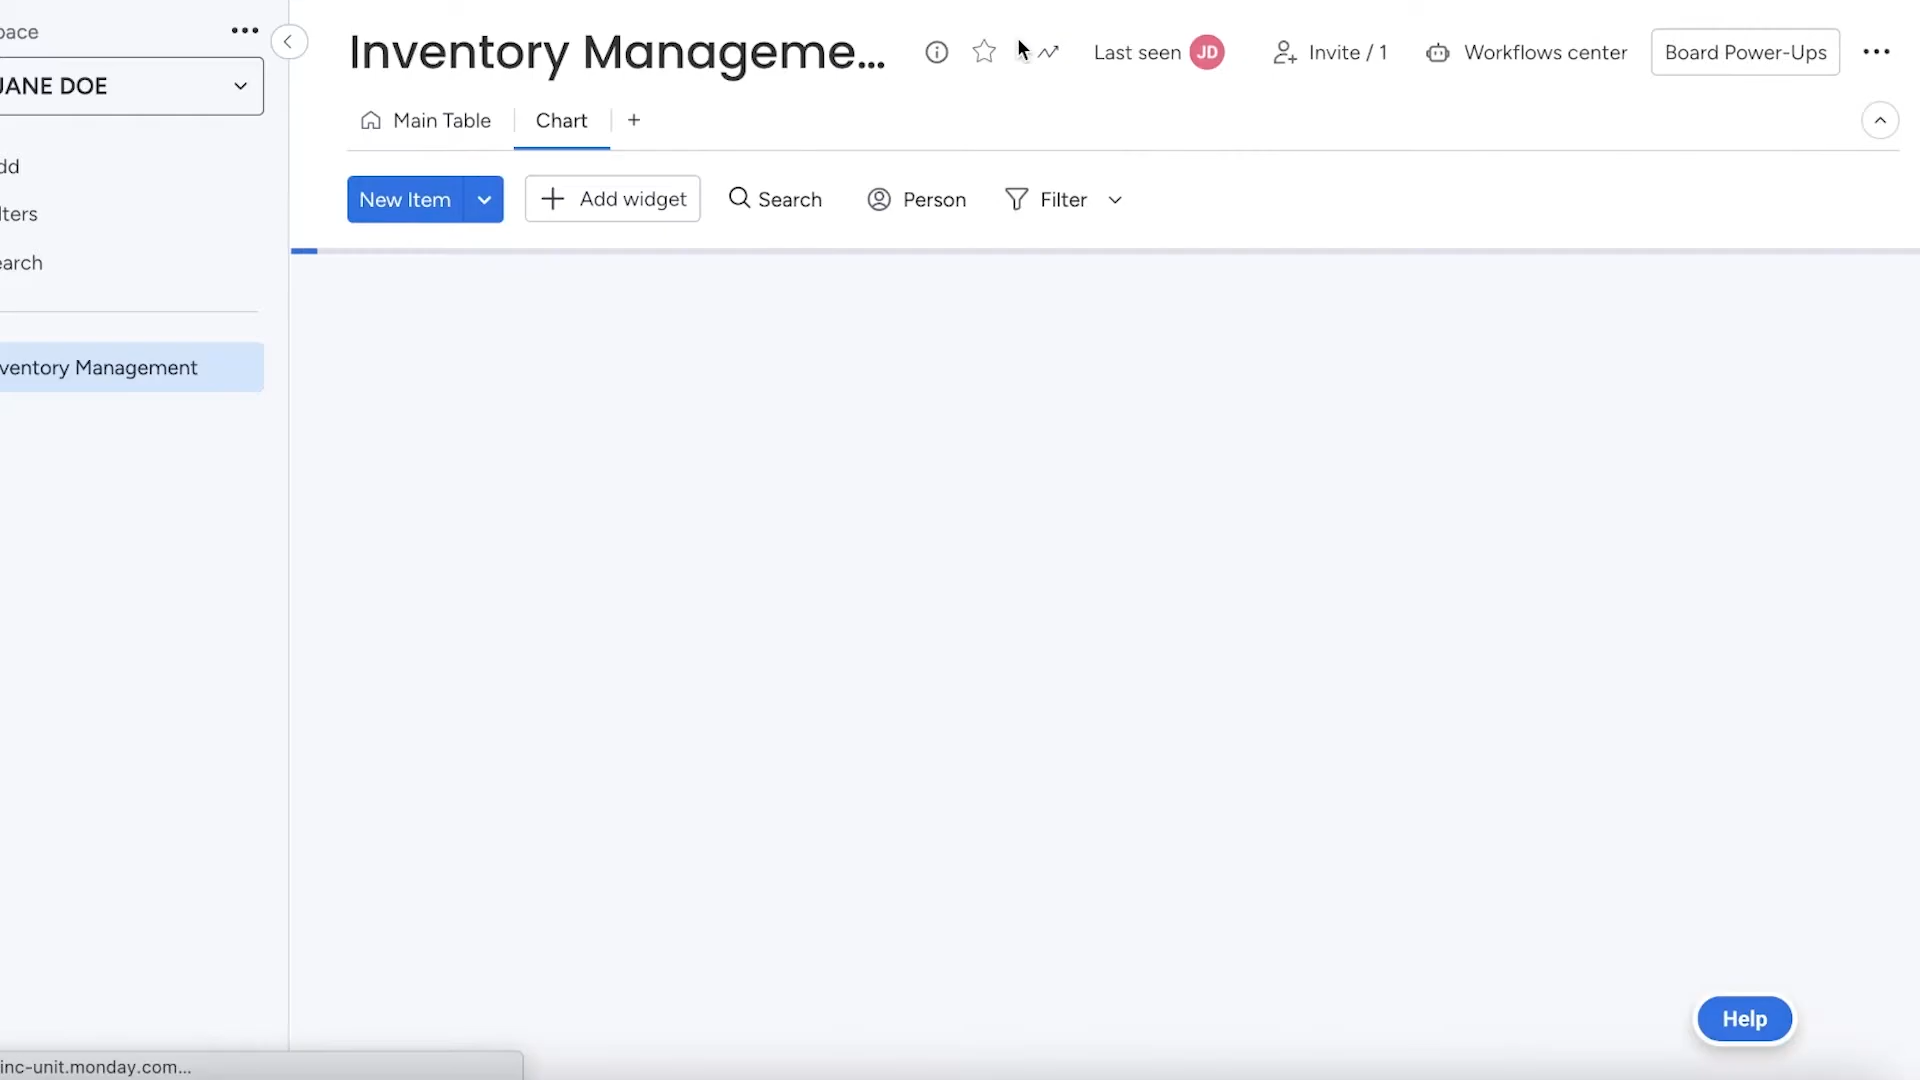 pace
JANE DOE
dd
lters
earch
ventory Management
Inventory Manageme...
Last seen JD
Invite / 1
Workflows center
Board Power-Ups
Main Table
Chart
New Item
Add widget
Search
Person
Filter
Help
inc-unit.monday.com...